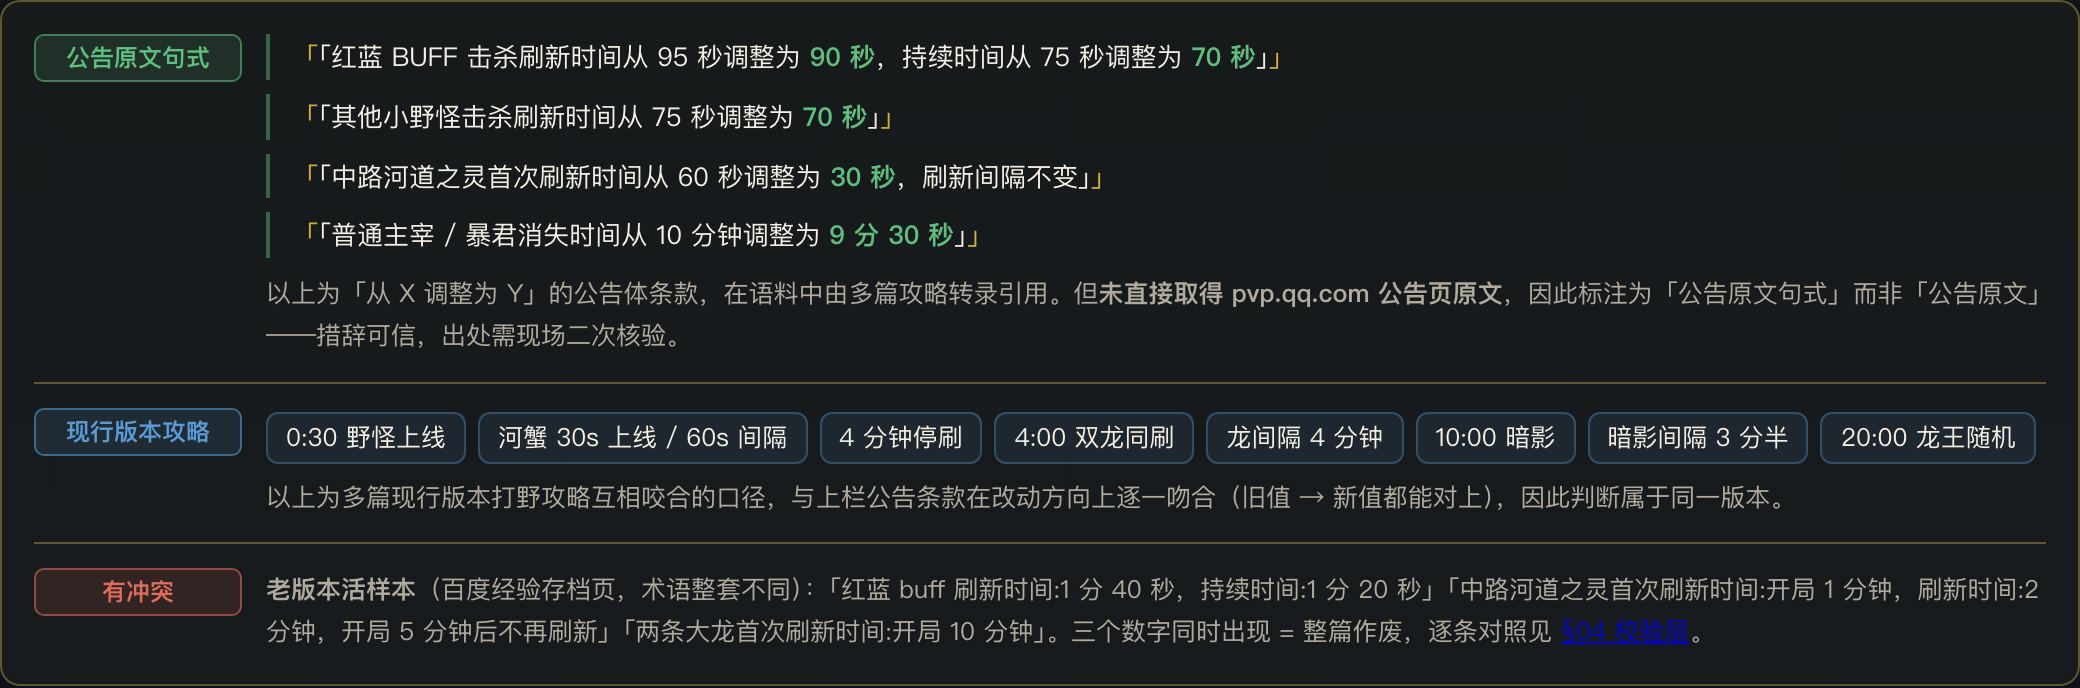 公告原文句式
「「红蓝 BUFF 击杀刷新时间从 95 秒调整为 90 秒，持续时间从 75 秒调整为 70 秒」」
「「其他小野怪击杀刷新时间从 75 秒调整为 70 秒」」
「「中路河道之灵首次刷新时间从 60 秒调整为 30 秒，刷新间隔不变」」
「「普通主宰 / 暴君消失时间从 10 分钟调整为 9 分 30 秒」」
以上为「从 X 调整为 Y」的公告体条款，在语料中由多篇攻略转录引用。但未直接取得 pvp.qq.com 公告页原文，因此标注为「公告原文句式」而非「公告原文」
——措辞可信，出处需现场二次核验。
现行版本攻略
0:30 野怪上线
河蟹 30s 上线 / 60s 间隔
4 分钟停刷
4:00 双龙同刷
龙间隔 4 分钟
10:00 暗影
暗影间隔 3 分半
20:00 龙王随机
以上为多篇现行版本打野攻略互相咬合的口径，与上栏公告条款在改动方向上逐一吻合（旧值 → 新值都能对上），因此判断属于同一版本。
有冲突
老版本活样本（百度经验存档页，术语整套不同）：「红蓝 buff 刷新时间:1 分 40 秒，持续时间:1 分 20 秒」「中路河道之灵首次刷新时间:开局 1 分钟，刷新时间:2
分钟，开局 5 分钟后不再刷新」「两条大龙首次刷新时间:开局 10 分钟」。三个数字同时出现 = 整篇作废，逐条对照见 §04 校验层。